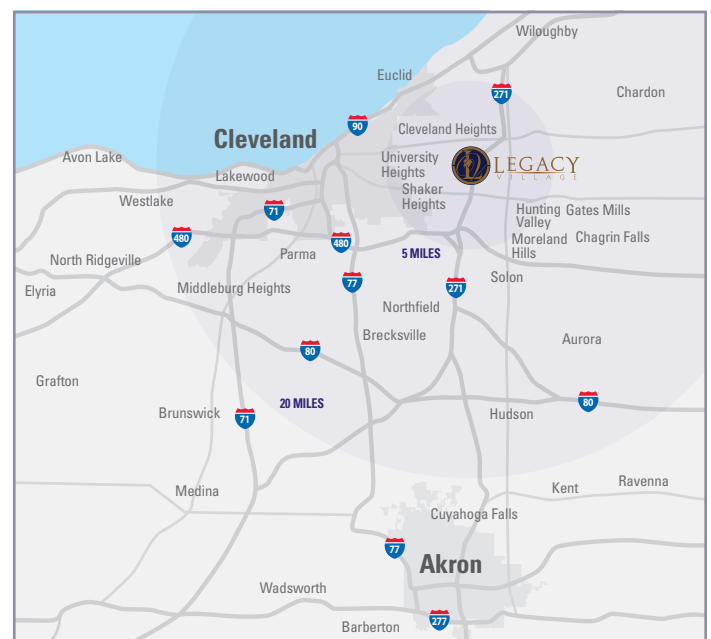 Wiloughby
Euclid
271
Chardon
90
Cleveland
Cleveland Heights
Avon Lake
University
Heights
LEGACY
VILLAGE
Lakewood
Shaker
Heights
Westlake
71
Hunting
Valley
Gates Mills
480
480
Moreland
Hills
Chagrin Falls
North Ridgeville
Parma
5 MILES
Elyria
Middleburg Heights
77
271
Solon
Northfield
Brecksville
Aurora
80
Grafton
20 MILES
80
Brunswick
71
Hudson
Medina
Kent
Ravenna
Cuyahoga Falls
77
Akron
Wadsworth
277
Barberton